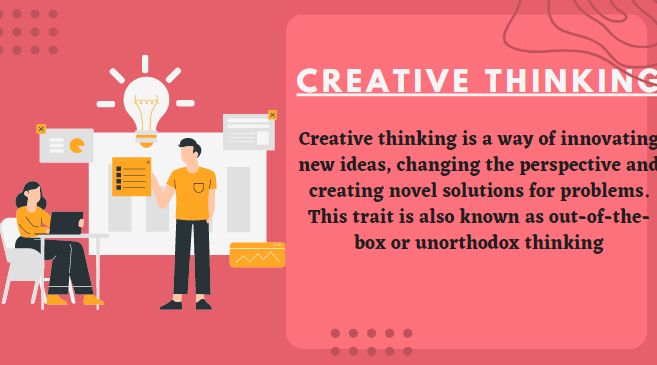 CREATIVE THINKING
Creative thinking is a way of innovating
new ideas, changing the perspective and
creating novel solutions for problems.
This trait is also known as out-of-the-
box or unorthodox thinking